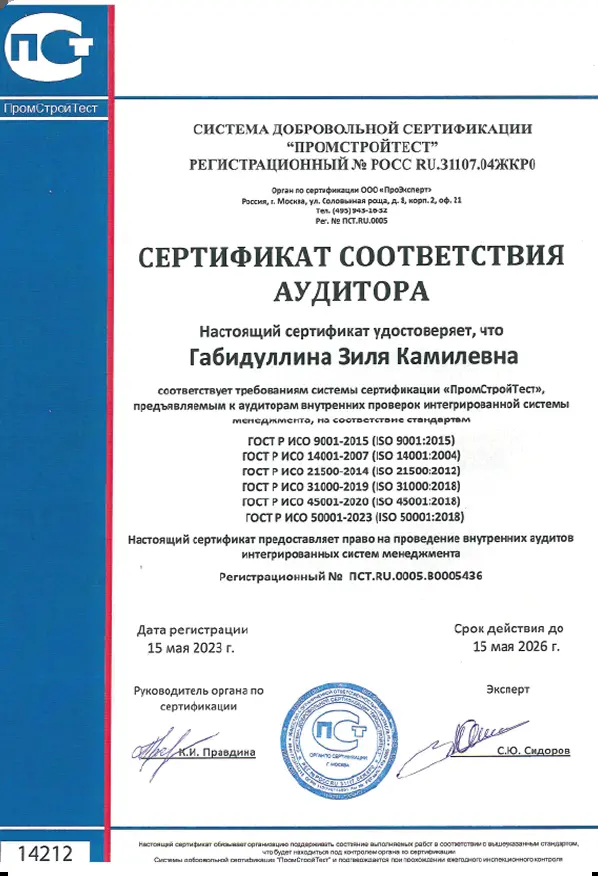 ПСТ
ПромСтройТест
СИСТЕМА ДОБРОВОЛЬНОЙ СЕРТИФИКАЦИИ
“ПРОМСТРОЙТЕСТ”
РЕГИСТРАЦИОННЫЙ № РОСС RU.31107.04ЖКР0
Орган по сертификации ООО «ПроЭксперт»
Россия, г. Москва, ул. Соловьиная роща, д. 8, корп. 2, оф. 21
Тел. (495) 943-16-32
Рег. № ПСТ.RU.0005
СЕРТИФИКАТ СООТВЕТСТВИЯ
АУДИТОРА
Настоящий сертификат удостоверяет, что
Габидуллина Зиля Камилевна
соответствует требованиям системы сертификации «ПромСтройТест»,
предъявляемым к аудиторам внутренних проверок интегрированной системы
менеджмента, на соответствие стандартам
ГОСТ Р ИСО 9001-2015 (ISO 9001:2015)
ГОСТ Р ИСО 14001-2007 (ISO 14001:2004)
ГОСТ Р ИСО 21500-2014 (ISO 21500:2012)
ГОСТ Р ИСО 31000-2019 (ISO 31000:2018)
ГОСТ Р ИСО 45001-2020 (ISO 45001:2018)
ГОСТ Р ИСО 50001-2023 (ISO 50001:2018)
Настоящий сертификат предоставляет право на проведение внутренних аудитов
интегрированных систем менеджмента
Регистрационный № ПСТ.RU.0005.В0005436
Дата регистрации
15 мая 2023 г.
Срок действия до
15 мая 2026 г.
Руководитель органа по
сертификации
Эксперт
К.И. Правдина
С.Ю. Сидоров
ПСТ
ОРГАН ПО СЕРТИФИКАЦИИ
Г. МОСКВА
14212
Настоящий сертификат обязывает организацию поддерживать состояние выполняемых работ в соответствии с вышеуказанным стандартом,
что будет находиться под контролем органа по сертификации
Системы добровольной сертификации "ПромСтройТест" и подтверждается при прохождении ежегодного инспекционного контроля